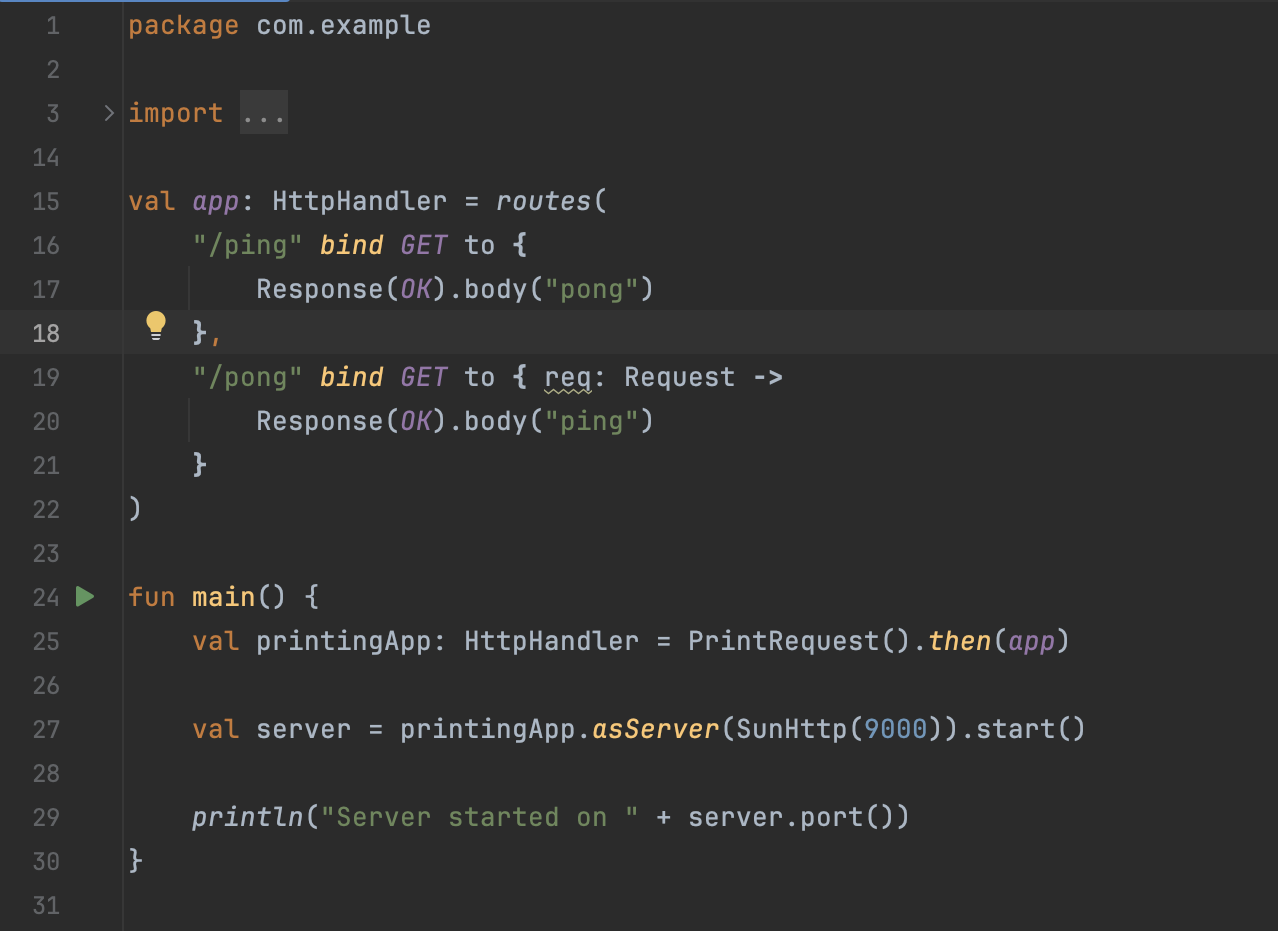 1 package com.example
2
3 import ...
14
15 val app: HttpHandler = routes(
16 "/ping" bind GET to {
17 Response(OK).body("pong")
18 },
19 "/pong" bind GET to { req: Request ->
20 Response(OK).body("ping")
21 }
22 )
23
24 fun main() {
25 val printingApp: HttpHandler = PrintRequest().then(app)
26
27 val server = printingApp.asServer(SunHttp(9000)).start()
28
29 println("Server started on " + server.port())
30 }
31